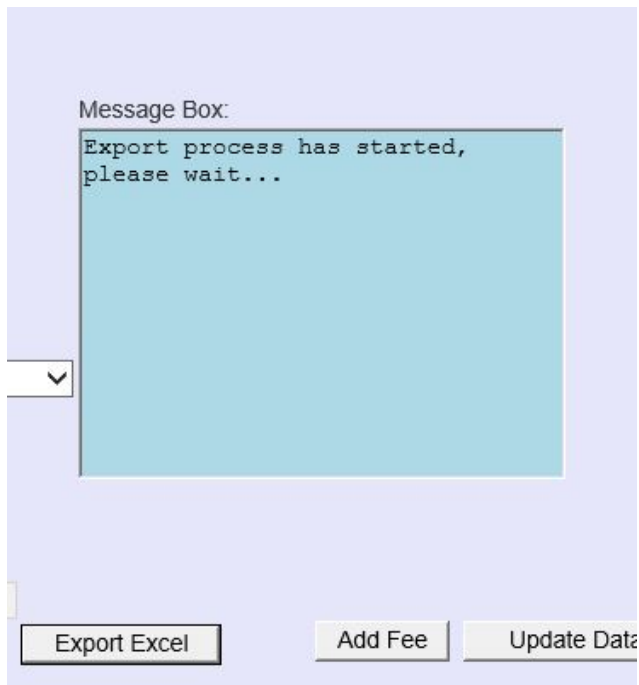 Message Box:
Export process has started,
please wait...
Export Excel
Add Fee
Update Data